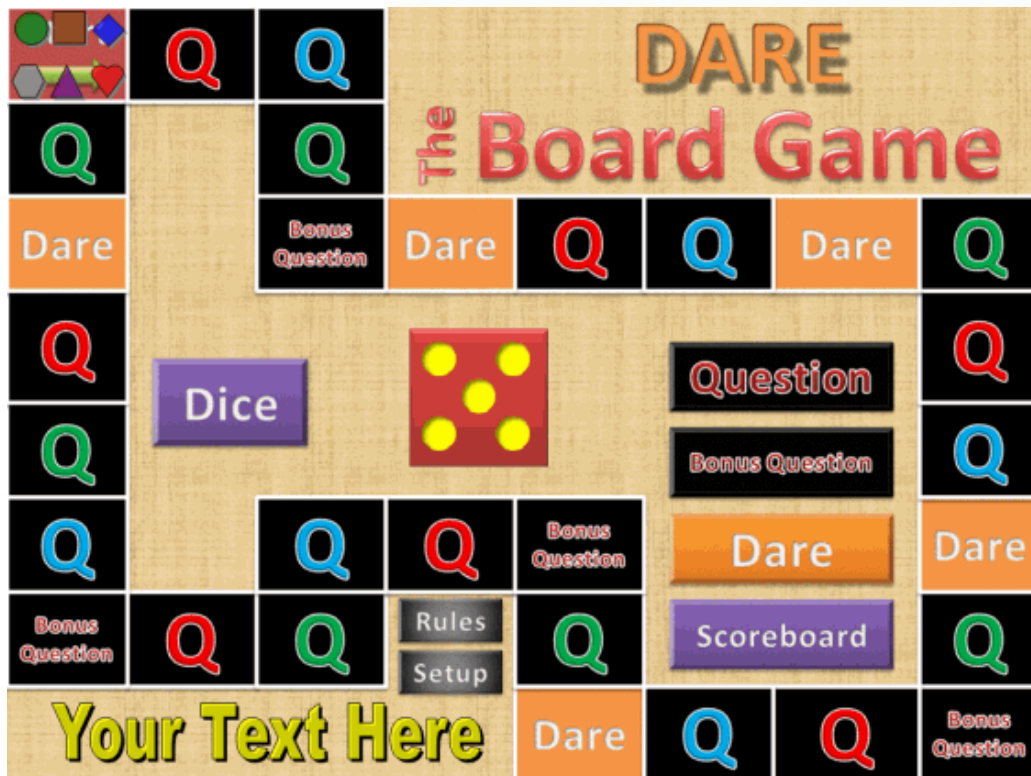 Q Q DARE
The Board Game
Q Q
Dare Bonus Question Dare Q Q Dare Q
Q Q
Dice Question
Q Bonus Question Q
Q Q Q Bonus Question Dare Dare
Bonus Question Q Q Rules Q Scoreboard Q
Setup
Your Text Here Dare Q Q Bonus Question